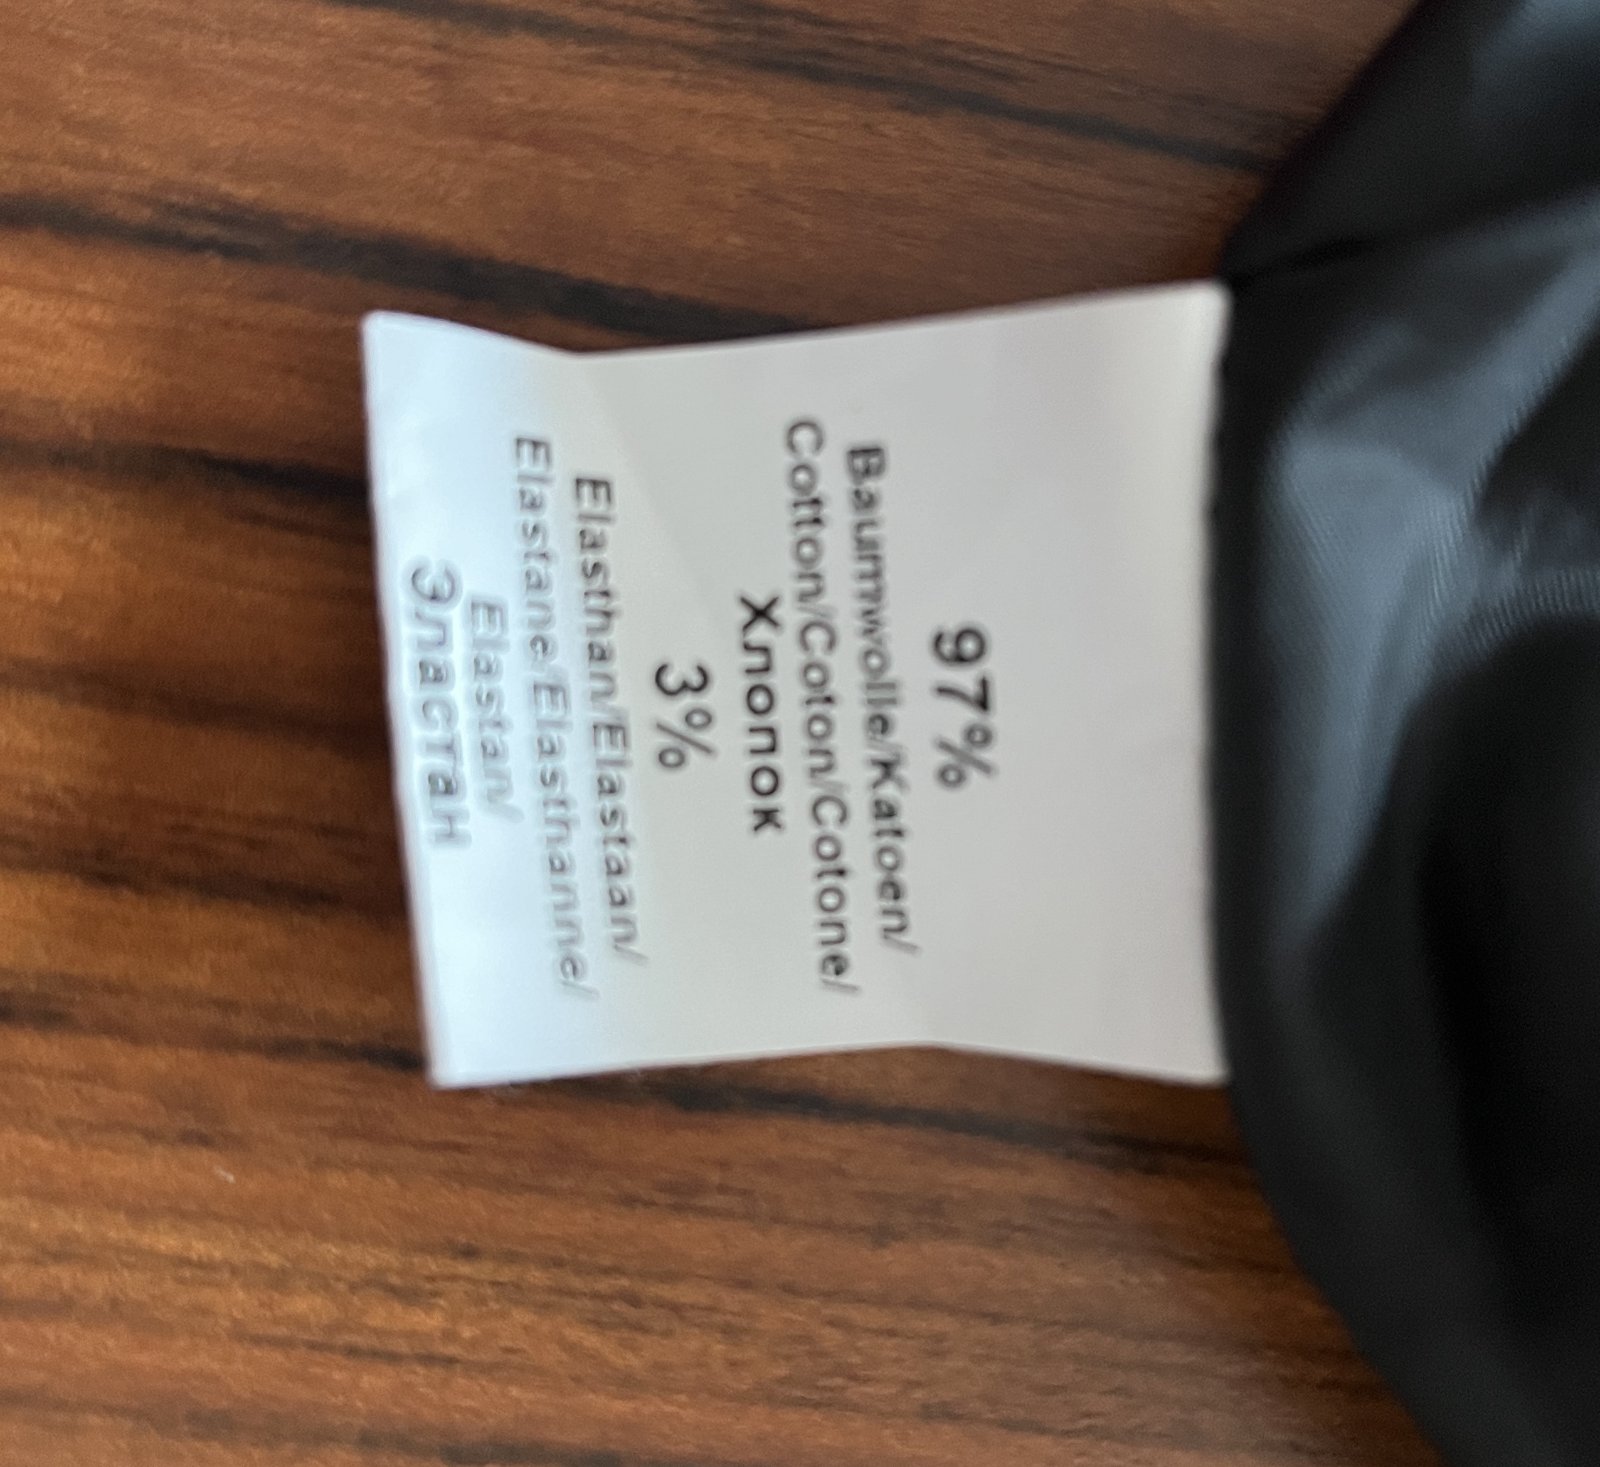 97%
Baumwolle/Katoen/
Cotton/Coton/Cotone/
Хлопок
3%
Elasthan/Elastaan/
Elastane/Elasthanne/
Elastan/
Эластан